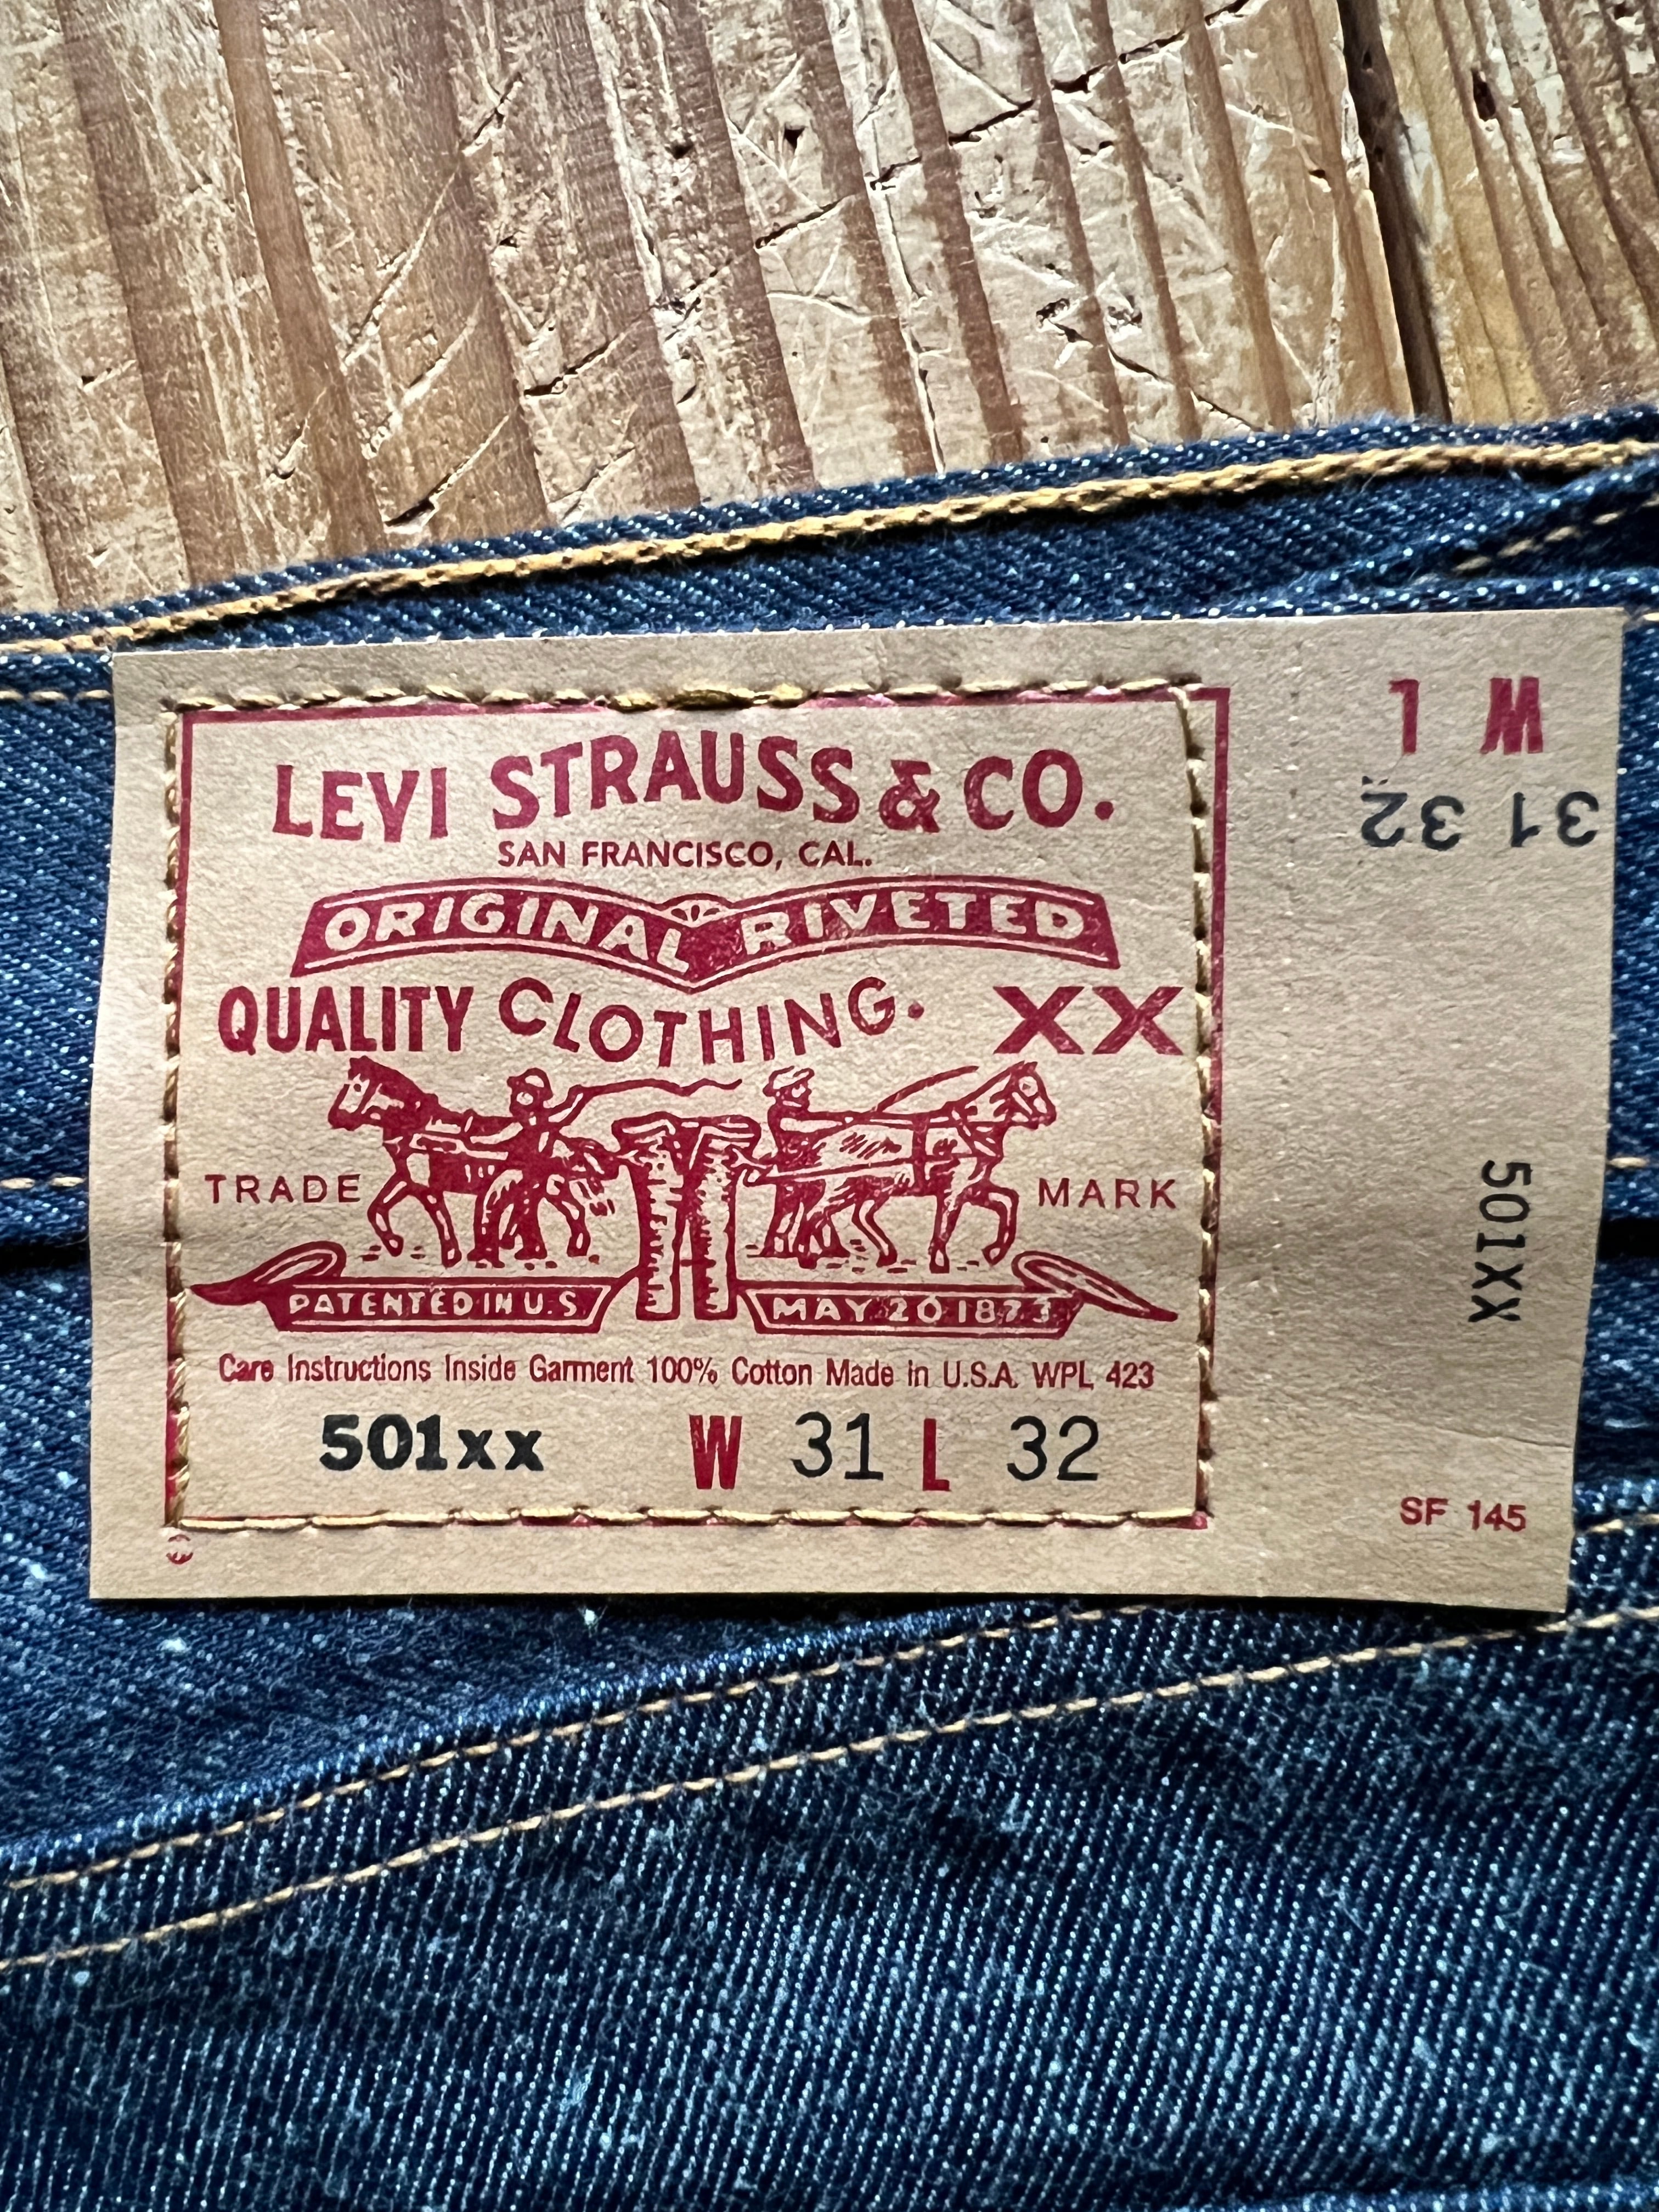 LEVI STRAUSS & CO.
SAN FRANCISCO, CAL.
ORIGINAL RIVETED
QUALITY CLOTHING. XX
TRADE MARK
PATENTED IN U.S MAY 20 1873
Care Instructions Inside Garment 100% Cotton Made in U.S.A. WPL 423
501xx W 31 L 32
W L
31 32
501XX
SF 145